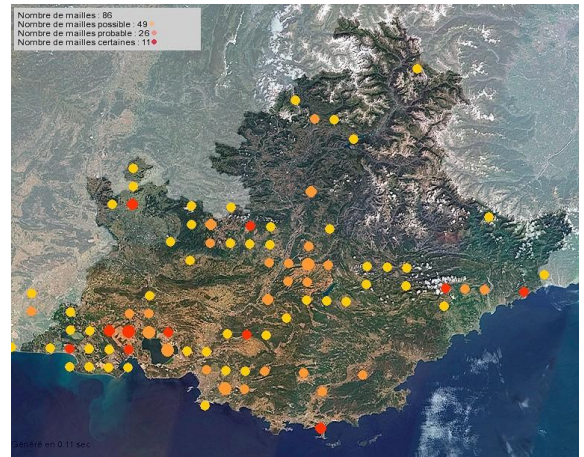 Nombre de mailles : 86
Nombre de mailles possible : 49
Nombre de mailles probable : 26
Nombre de mailles certaines : 11
Généré en 0.11 sec